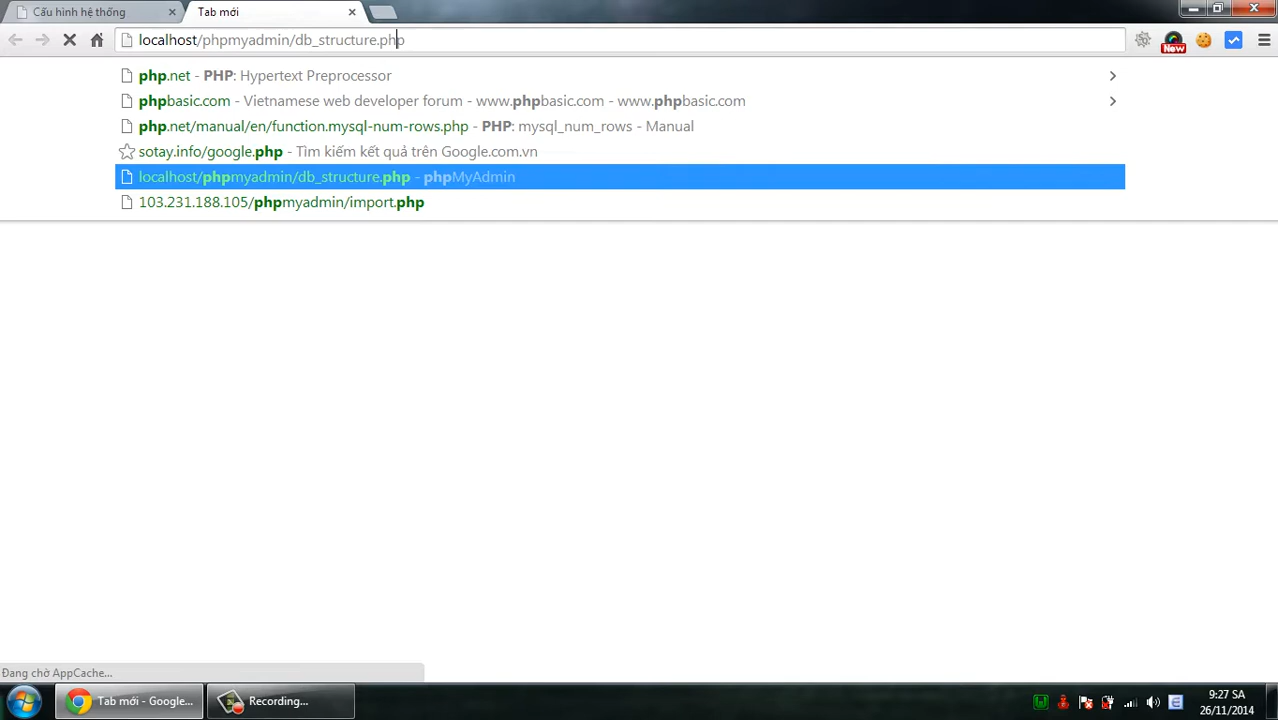 Cấu hình hệ thống
Tab mới
localhost/phpmyadmin/db_structure.php
New
php.net - PHP: Hypertext Preprocessor
phpbasic.com - Vietnamese web developer forum - www.phpbasic.com - www.phpbasic.com
php.net/manual/en/function.mysql-num-rows.php - PHP: mysql_num_rows - Manual
sotay.info/google.php - Tìm kiếm kết quả trên Google.com.vn
localhost/phpmyadmin/db_structure.php - phpMyAdmin
103.231.188.105/phpmyadmin/import.php
Đang chờ AppCache...
Tab mới - Google...
Recording...
9:27 SA
26/11/2014